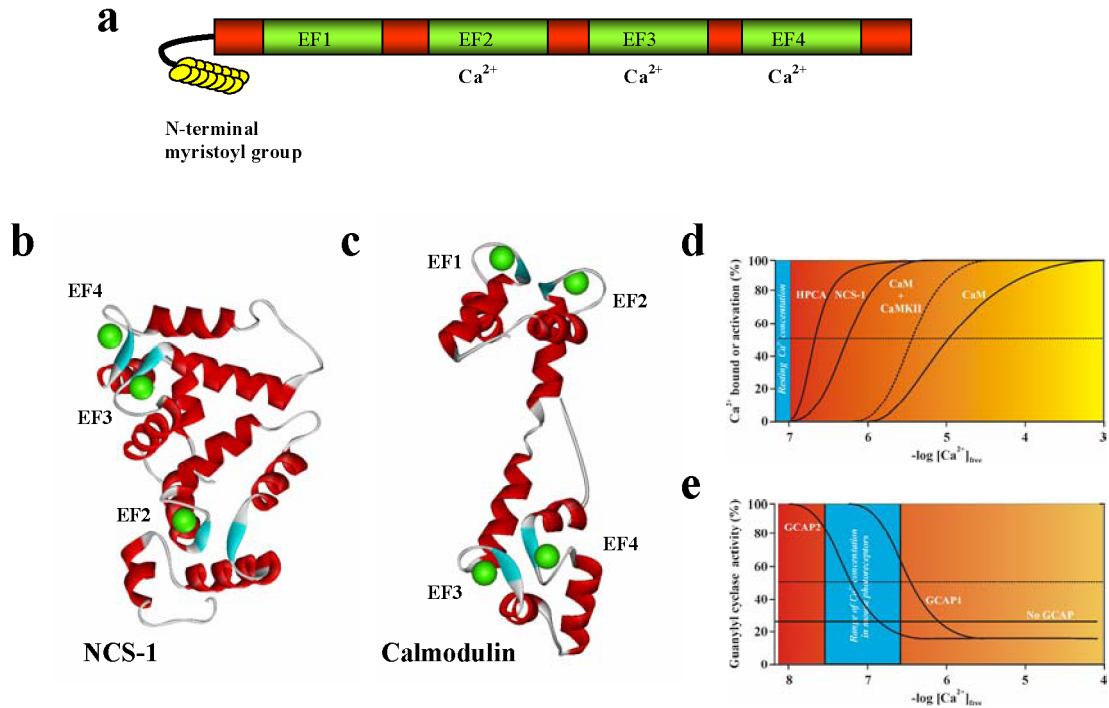 a
EF1 EF2 EF3 EF4
Ca2+ Ca2+ Ca2+
N-terminal
myristoyl group
b
EF4
EF3
EF2
NCS-1
c
EF1
EF2
EF4
EF3
Calmodulin
d
Ca2+ bound or activation (%)
100
80
60
40
20
0
Resting Ca2+ concentation
HPCA
NCS-1
CaM
+
CaMKII
CaM
7 6 5 4 3
-log [Ca2+]free
e
Guanylyl cyclase activity (%)
100
80
60
40
20
0
GCAP2
Range of Ca2+ concentration
in mouse photoreceptors
GCAP1
No GCAP
8 7 6 5 4
-log [Ca2+]free